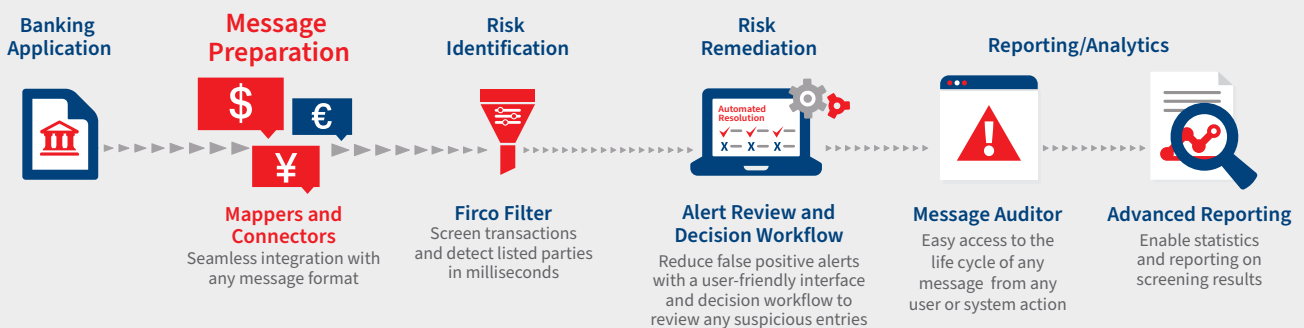 Banking
Application
Message
Preparation
Risk
Identification
Risk
Remediation
Reporting/Analytics
$
€
¥
Automated
Resolution
x
x
x
Mappers and
Connectors
Seamless integration with
any message format
Firco Filter
Screen transactions
and detect listed parties
in milliseconds
Alert Review and
Decision Workflow
Reduce false positive alerts
with a user-friendly interface
and decision workflow to
review any suspicious entries
Message Auditor
Easy access to the
life cycle of any
message from any
user or system action
Advanced Reporting
Enable statistics
and reporting on
screening results